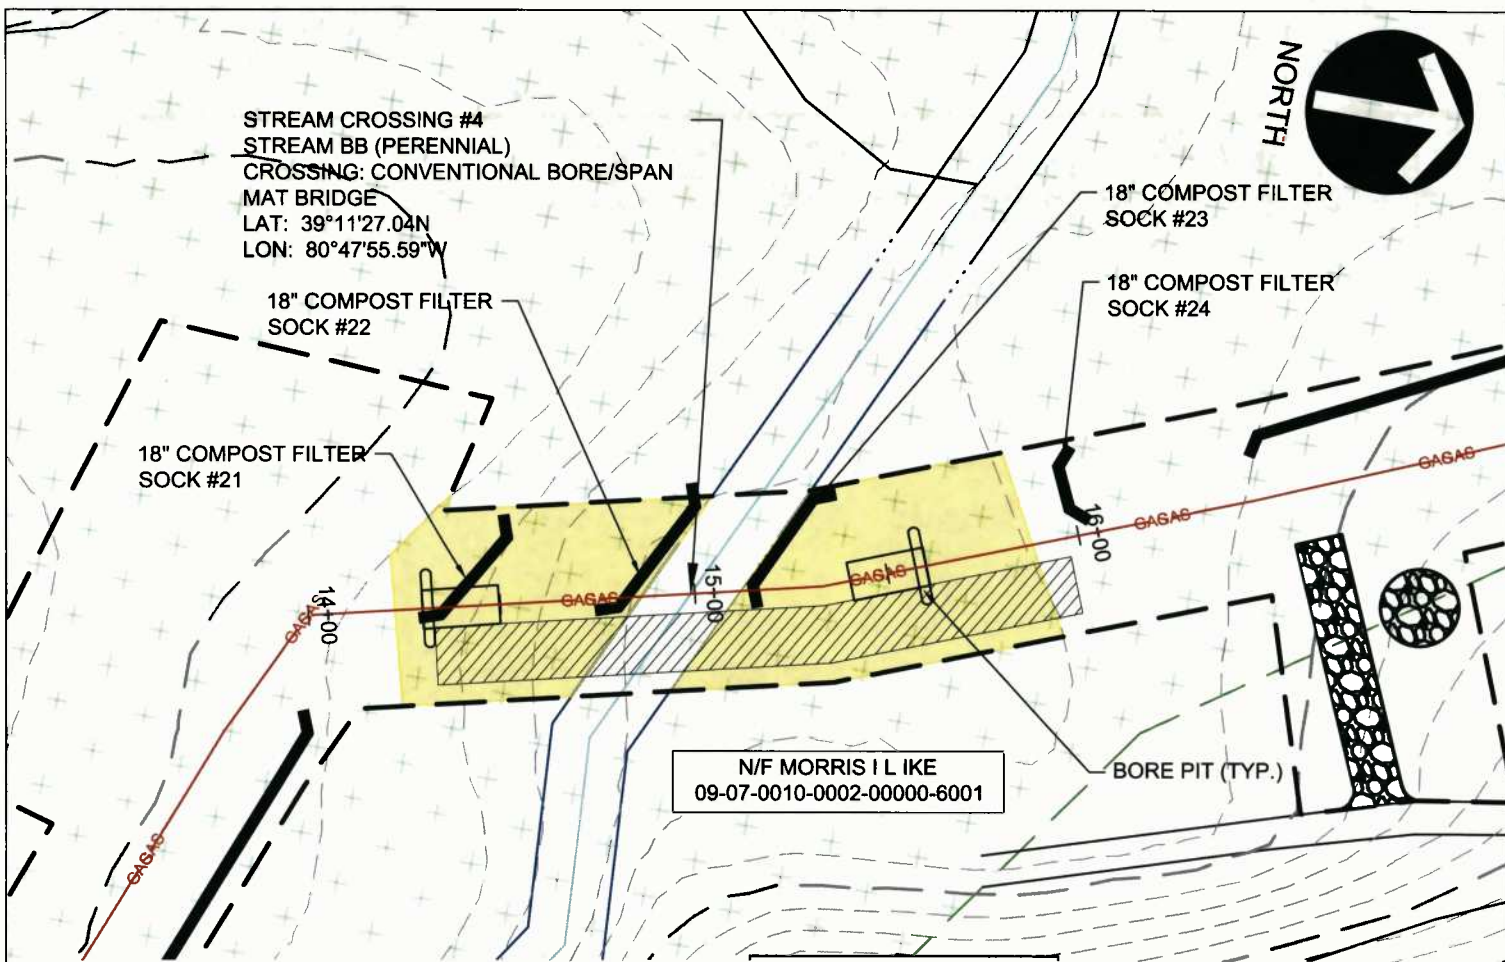 NORTH
STREAM CROSSING #4
STREAM BB (PERENNIAL)
CROSSING: CONVENTIONAL BORE/SPAN
MAT BRIDGE
LAT: 39°11'27.04N
LON: 80°47'55.59"W
18" COMPOST FILTER
SOCK #23
18" COMPOST FILTER
SOCK #24
18" COMPOST FILTER
SOCK #22
18" COMPOST FILTER
SOCK #21
GASAS
16+00
GASAS
GASAS
GASAS
15+00
14+00
GASA
S
GASAS
N/F MORRIS I L IKE
09-07-0010-0002-00000-6001
BORE PIT (TYP.)